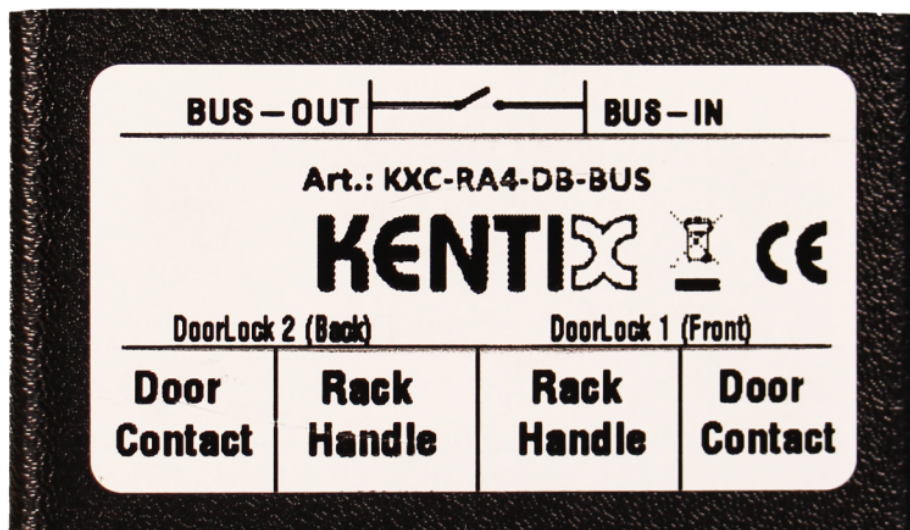 BUS-OUT BUS-IN
Art.: KXC-RA4-DB-BUS
KENTIX CE
DoorLock 2 (Back) DoorLock 1 (Front)
Door Rack Rack Door
Contact Handle Handle Contact